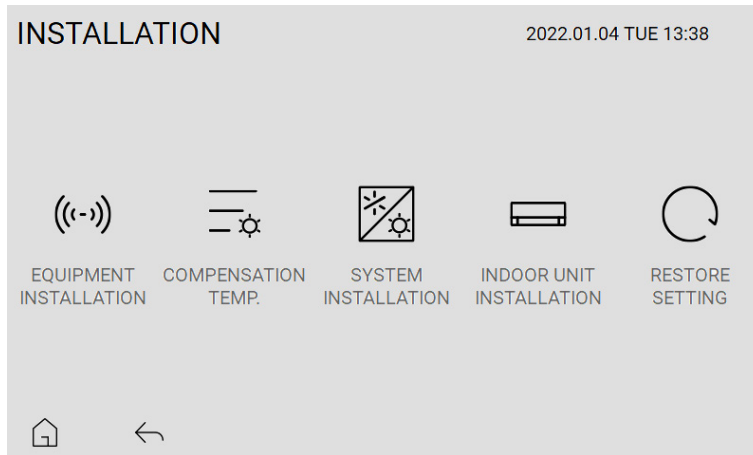 INSTALLATION
2022.01.04 TUE 13:38
EQUIPMENT
INSTALLATION
COMPENSATION
TEMP.
SYSTEM
INSTALLATION
INDOOR UNIT
INSTALLATION
RESTORE
SETTING